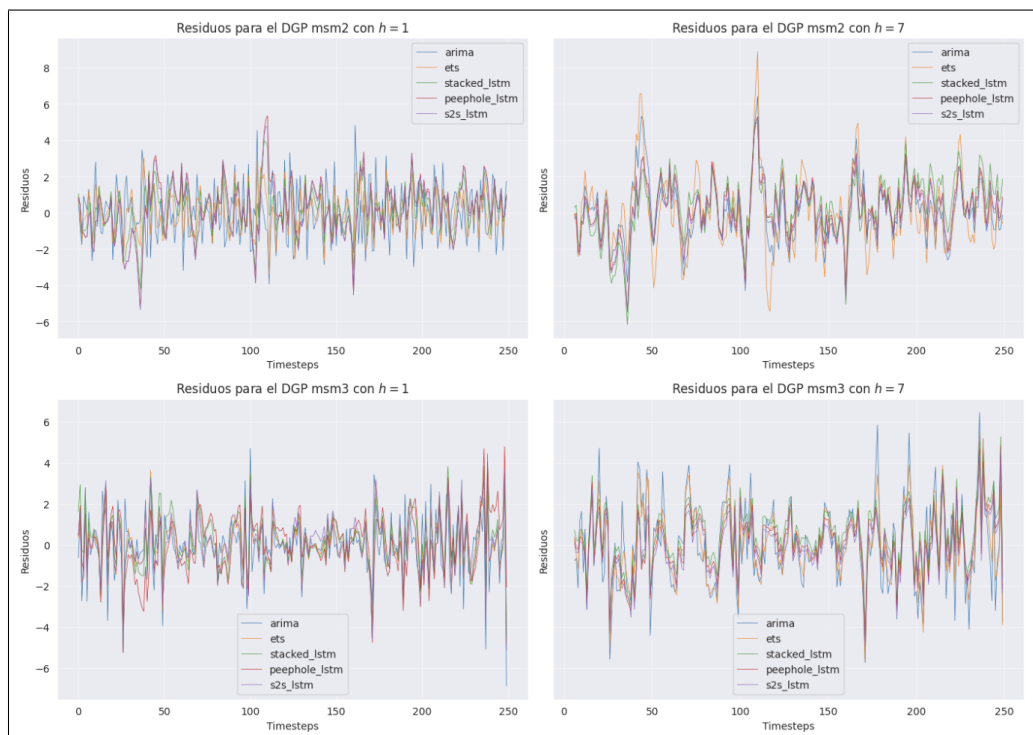 Residuos para el DGP msm2 con h = 1
Residuos
8
6
4
2
0
−2
−4
−6
0
50
100
150
200
250
Timesteps
arima
ets
stacked_lstm
peephole_lstm
s2s_lstm
Residuos para el DGP msm2 con h = 7
Residuos
0
50
100
150
200
250
Timesteps
arima
ets
stacked_lstm
peephole_lstm
s2s_lstm
Residuos para el DGP msm3 con h = 1
Residuos
6
4
2
0
−2
−4
−6
0
50
100
150
200
250
Timesteps
arima
ets
stacked_lstm
peephole_lstm
s2s_lstm
Residuos para el DGP msm3 con h = 7
Residuos
0
50
100
150
200
250
Timesteps
arima
ets
stacked_lstm
peephole_lstm
s2s_lstm